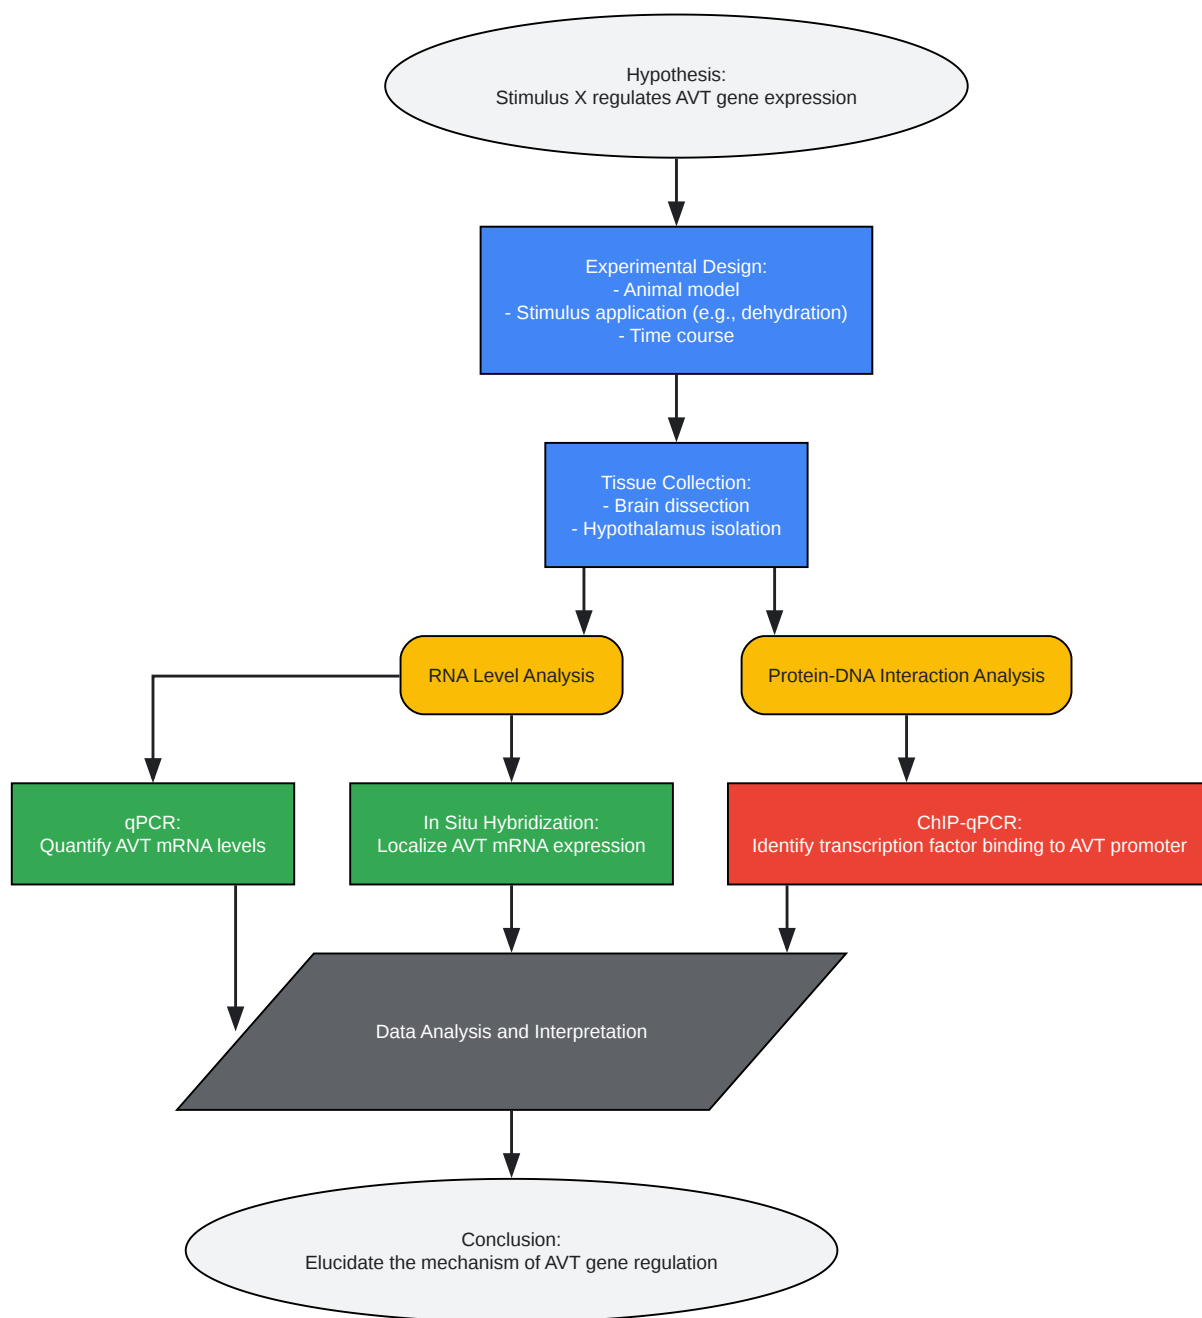 Hypothesis:
Stimulus X regulates AVT gene expression
Experimental Design:
- Animal model
- Stimulus application (e.g., dehydration)
- Time course
Tissue Collection:
- Brain dissection
- Hypothalamus isolation
RNA Level Analysis
Protein-DNA Interaction Analysis
qPCR:
Quantify AVT mRNA levels
In Situ Hybridization:
Localize AVT mRNA expression
ChIP-qPCR:
Identify transcription factor binding to AVT promoter
Data Analysis and Interpretation
Conclusion:
Elucidate the mechanism of AVT gene regulation